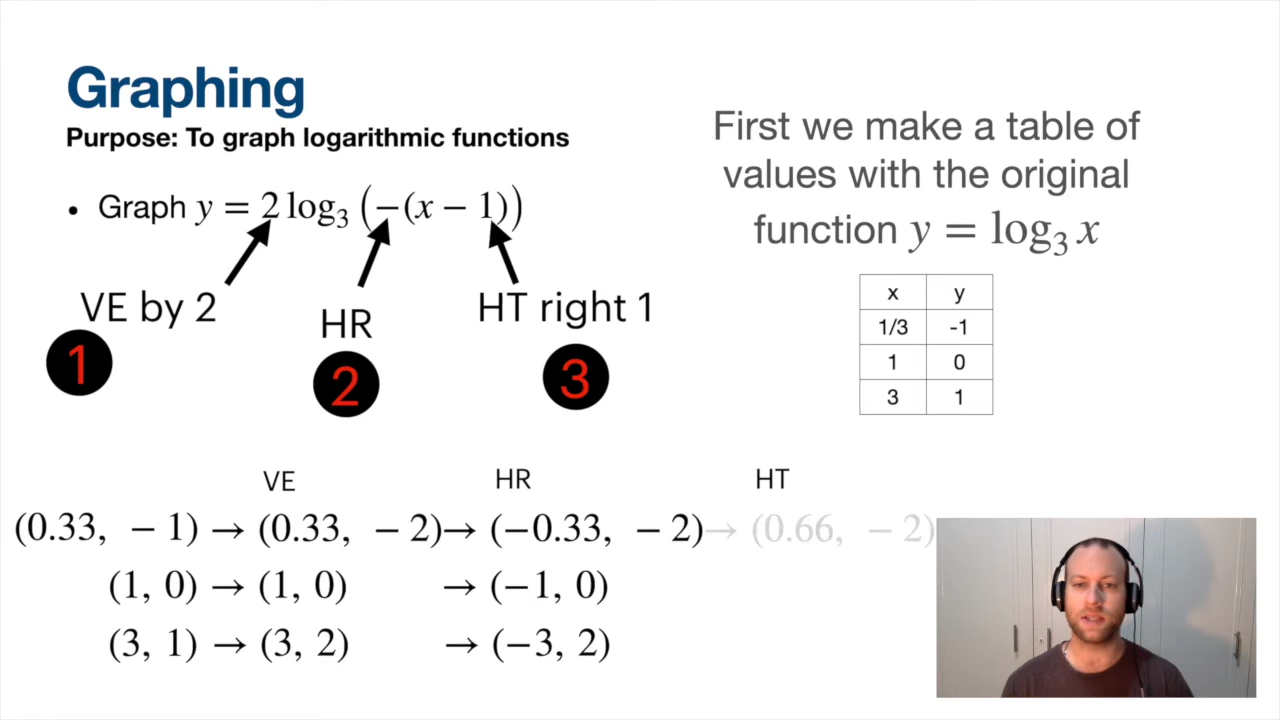 Graphing
Purpose: To graph logarithmic functions
• Graph y = 2 log₃ (−(x − 1))
VE by 2
HR
HT right 1
1
2
3
First we make a table of
values with the original
function y = log₃ x
x y
1/3 -1
1 0
3 1
VE HR HT
(0.33, − 1) → (0.33, − 2) → (−0.33, − 2) → (0.66, − 2)
(1, 0) → (1, 0) → (−1, 0)
(3, 1) → (3, 2) → (−3, 2)